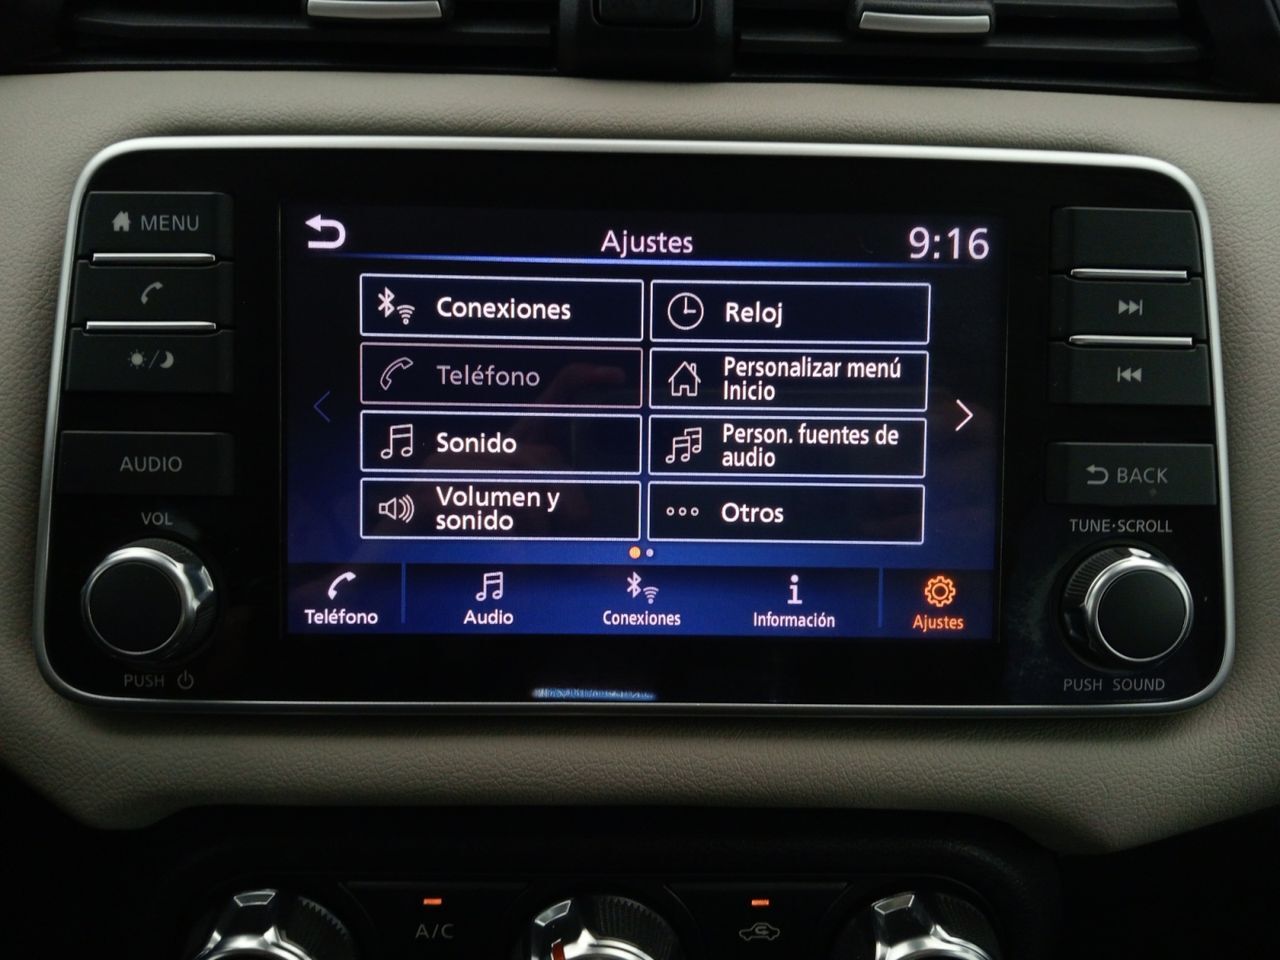 MENU
AUDIO
VOL
PUSH
Ajustes
9:16
Conexiones
Reloj
Teléfono
Personalizar menú
Inicio
Sonido
Person. fuentes de
audio
Volumen y
sonido
Otros
Teléfono
Audio
Conexiones
Información
Ajustes
BACK
TUNE·SCROLL
PUSH SOUND
A/C